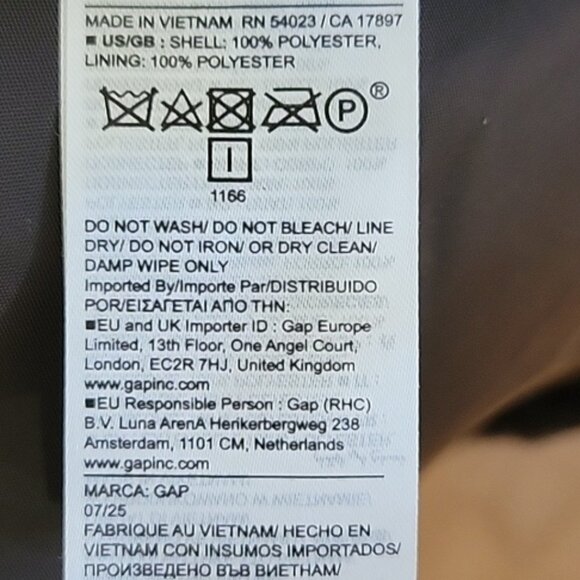 MADE IN VIETNAM RN 54023 / CA 17897
■ US/GB : SHELL: 100% POLYESTER,
LINING: 100% POLYESTER
P ®
1166
DO NOT WASH/ DO NOT BLEACH/ LINE
DRY/ DO NOT IRON/ OR DRY CLEAN/
DAMP WIPE ONLY
Imported By/Importe Par/DISTRIBUIDO
POR/ΕΙΣΑΓΕΤΑΙ ΑΠΟ ΤΗΝ:
■EU and UK Importer ID : Gap Europe
Limited, 13th Floor, One Angel Court,
London, EC2R 7HJ, United Kingdom
www.gapinc.com
■EU Responsible Person : Gap (RHC)
B.V. Luna ArenA Herikerbergweg 238
Amsterdam, 1101 CM, Netherlands
www.gapinc.com
MARCA: GAP
07/25
FABRIQUE AU VIETNAM/ HECHO EN
VIETNAM CON INSUMOS IMPORTADOS/
ПРОИЗВЕДЕНО ВЪВ ВИЕТНАМ/